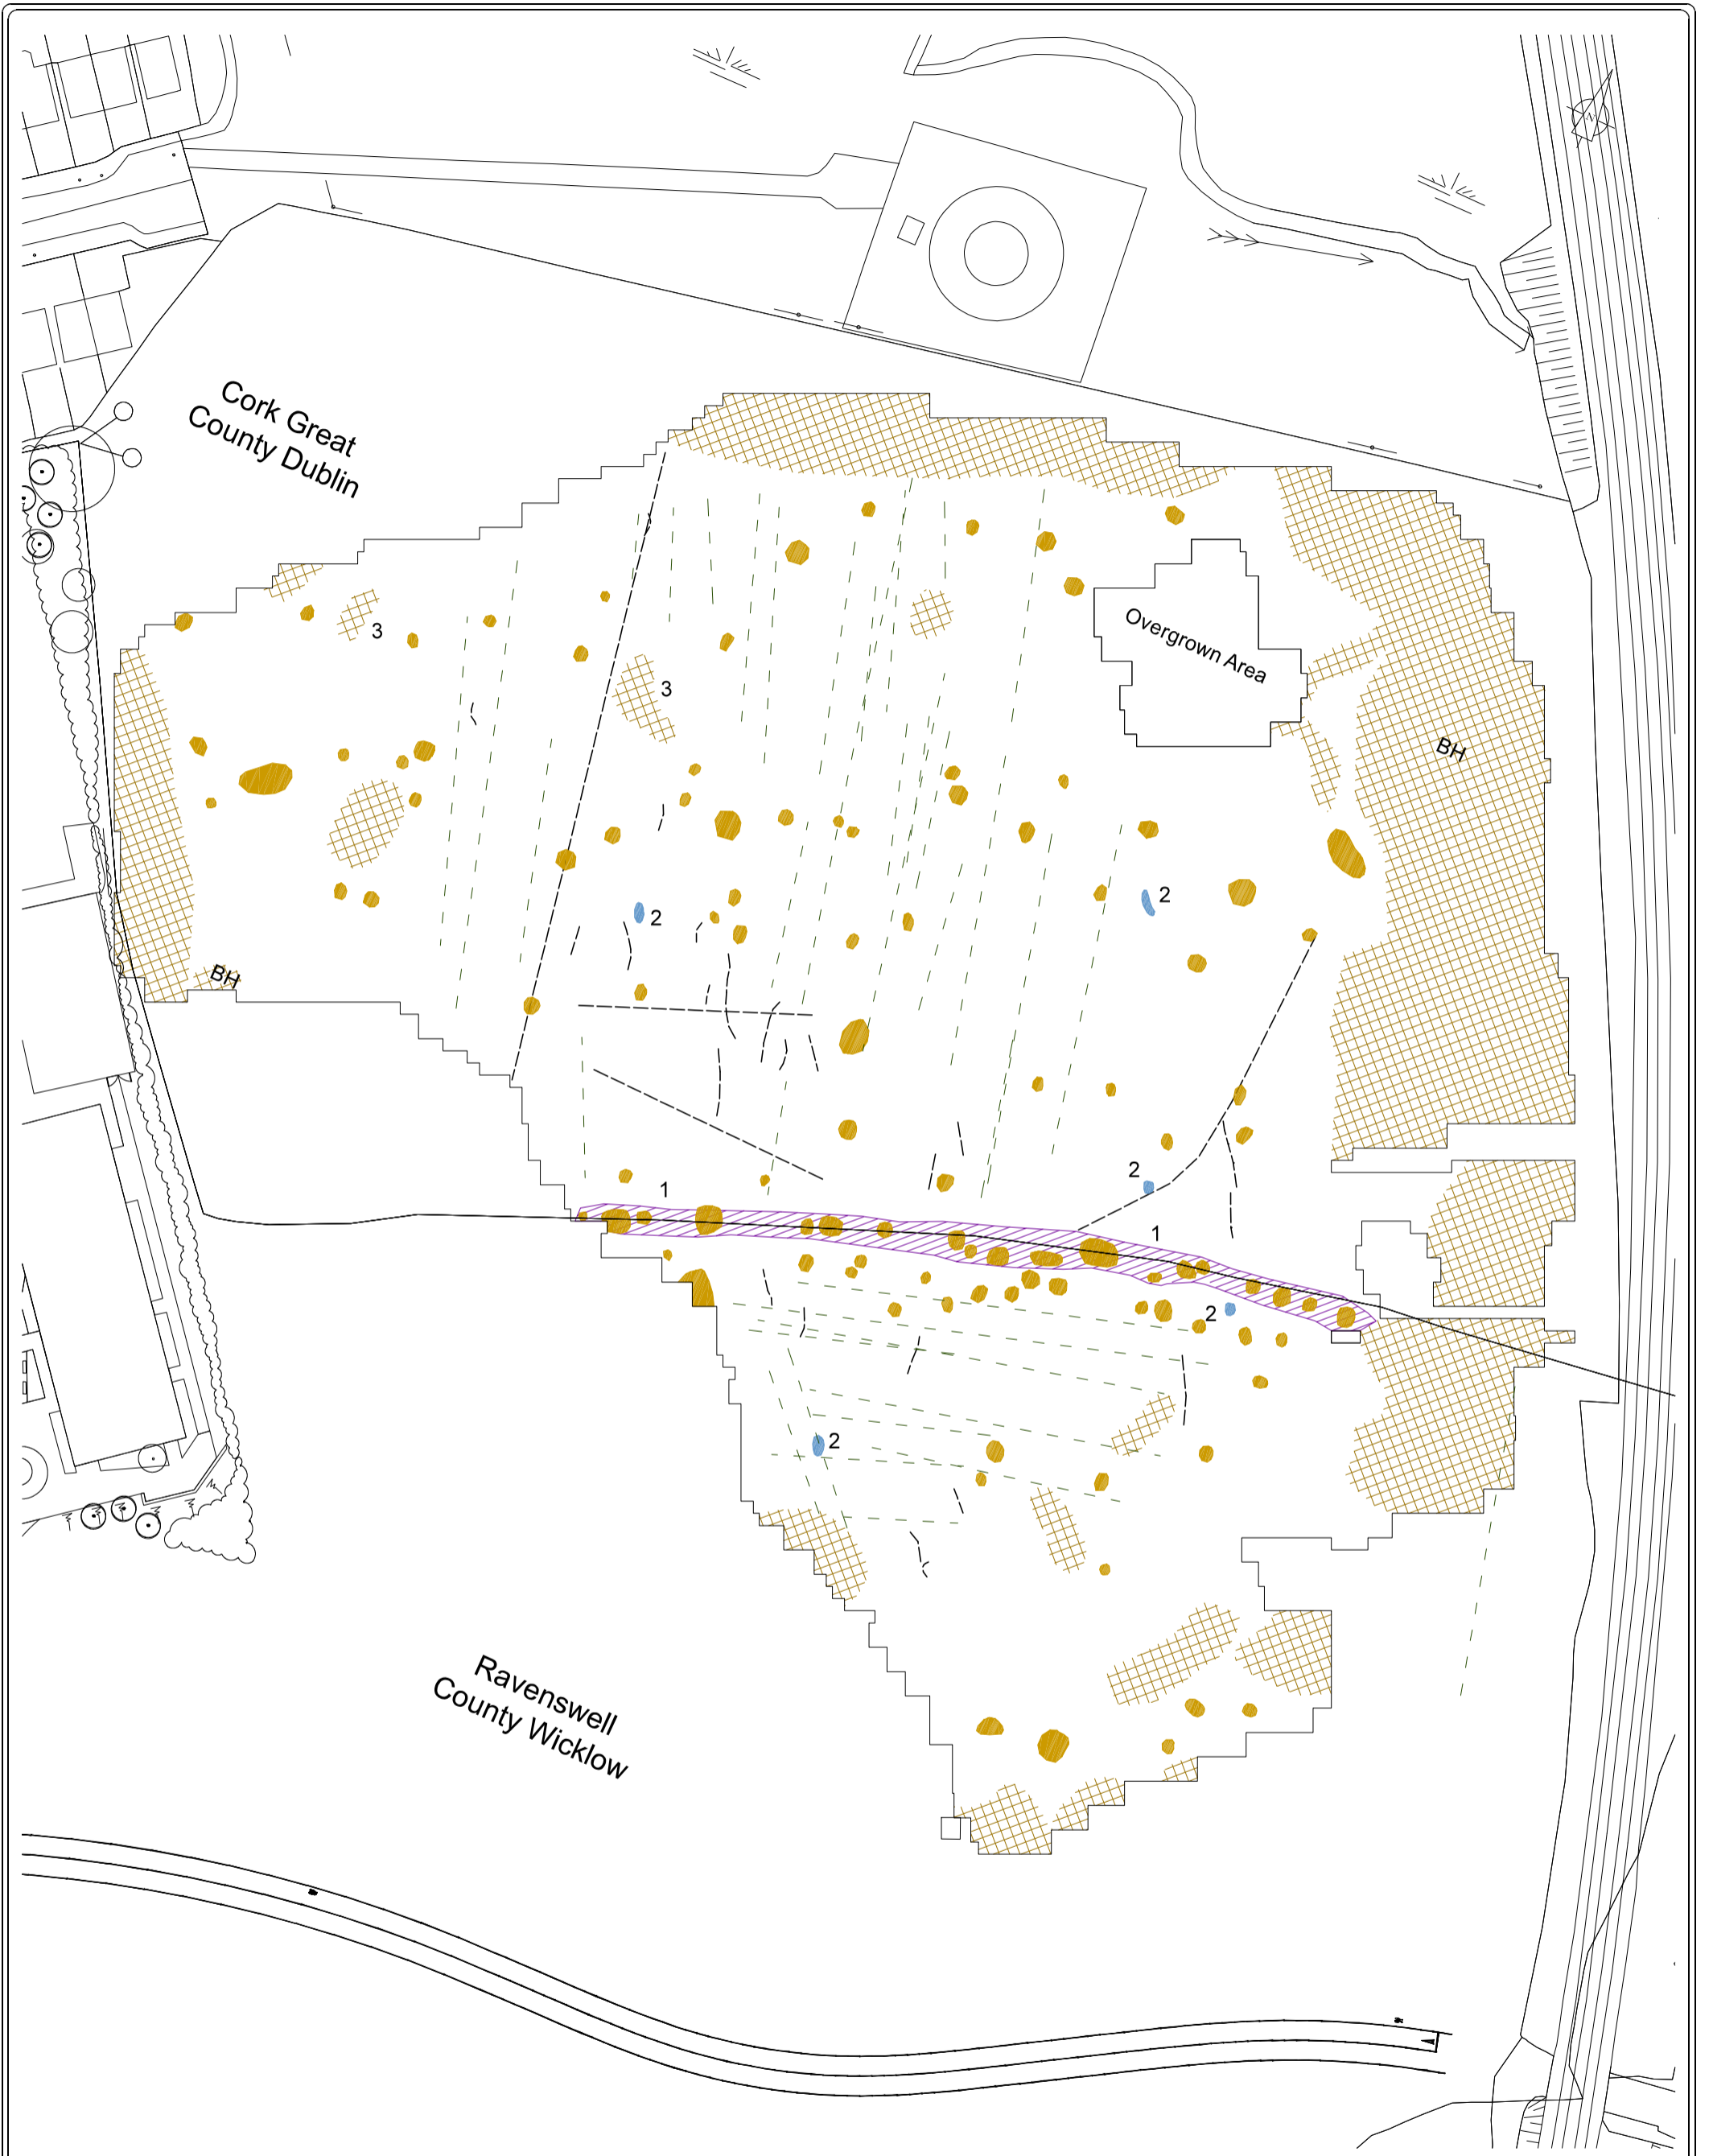 N
Cork Great
County Dublin
3
Overgrown Area
3
BH
2
2
BH
2
1
1
2
2
Ravenswell
County Wicklow